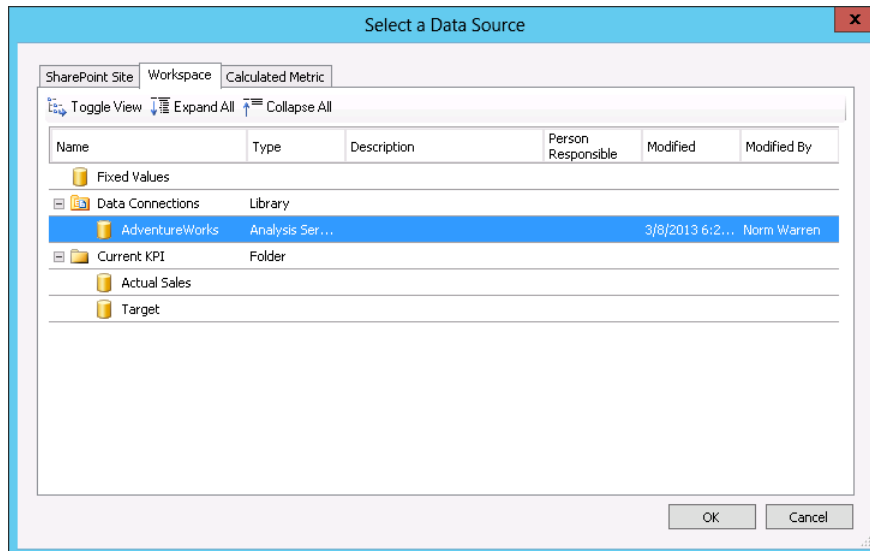 Select a Data Source
x
SharePoint Site Workspace Calculated Metric
Toggle View Expand All Collapse All
Name Type Description Person Responsible Modified Modified By
Fixed Values
Data Connections Library
AdventureWorks Analysis Ser... 3/8/2013 6:2... Norm Warren
Current KPI Folder
Actual Sales
Target
OK Cancel